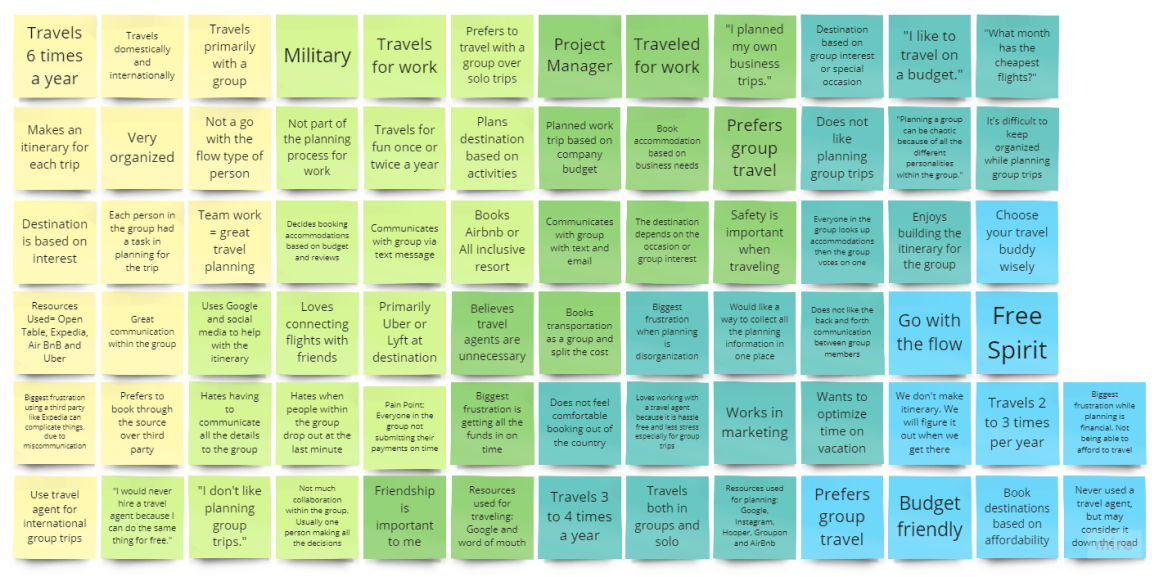 Travels
6 times
a year
Travels
domestically
and
internationally
Travels
primarily
with a
group
Military
Travels
for work
Prefers to
travel with a
group over
solo trips
Project
Manager
Traveled
for work
"I planned
my own
business
trips."
Destination
based on
group interest
or special
occasion
"I like to
travel on
a budget."
"What month
has the
cheapest
flights?"
Makes an
itinerary for
each trip
Very
organized
Not a go
with the
flow type of
person
Not part of
the planning
process for
work
Travels for
fun once or
twice a year
Plans
destination
based on
activities
Planned work
trip based on
company
budget
Book
accommodation
based on
business needs
Prefers
group
travel
Does not
like
planning
group trips
"Planning a group
can be chaotic
because of all the
different
personalities
within the group."
It's difficult to
keep
organized
while planning
group trips
Destination
is based on
interest
Each person in
the group had
a task in
planning for
the trip
Team work
= great
travel
planning
Decides booking
accommodations
based on budget
and reviews
Communicates
with group via
text message
Books
Airbnb or
All inclusive
resort
Communicates
with group
with text and
email
The destination
depends on the
occasion or
group interest
Safety is
important
when
traveling
Everyone in the
group looks up
accommodations
then the group
votes on one
Enjoys
building the
itinerary for
the group
Choose
your travel
buddy
wisely
Resources
Used= Open
Table, Expedia,
Air BnB and
Uber
Great
communication
within the group
Uses Google
and social
media to help
with the
itinerary
Loves
connecting
flights with
friends
Primarily
Uber or
Lyft at
destination
Believes
travel
agents are
unnecessary
Books
transportation
as a group and
split the cost
Biggest
frustration
when planning
is
disorganization
Would like a
way to collect all
the planning
information in
one place
Does not like the
back and forth
communication
between group
members
Go with
the flow
Free
Spirit
Biggest frustration
using a third party
like Expedia can
complicate things,
due to
miscommunication
Prefers to
book through
the source
over third
party
Hates having
to
communicate
all the details
to the group
Hates when
people within
the group
drop out at the
last minute
Pain Point:
Everyone in the
group not
submitting their
payments on time
Biggest
frustration is
getting all the
funds in on
time
Does not feel
comfortable
booking out of
the country
Loves working with
a travel agent
because it is hassle
free and less stress
especially for group
trips
Works in
marketing
Wants to
optimize
time on
vacation
We don't make
itinerary. We
will figure it
out when we
get there
Travels 2
to 3 times
per year
Biggest
frustration while
planning is
financial. Not
being able to
afford to travel
Use travel
agent for
international
group trips
"I would never
hire a travel
agent because I
can do the same
thing for free."
"I don't like
planning
group
trips."
Not much
collaboration
within the group.
Usually one
person making all
the decisions
Friendship
is
important
to me
Resources
used for
traveling:
Google and
word of mouth
Travels 3
to 4 times
a year
Travels
both in
groups and
solo
Resources used
for planning:
Google,
Instagram,
Hooper, Groupon
and AirBnb
Prefers
group
travel
Budget
friendly
Book
destinations
based on
affordability
Never used a
travel agent, but
may consider it
down the road
miro